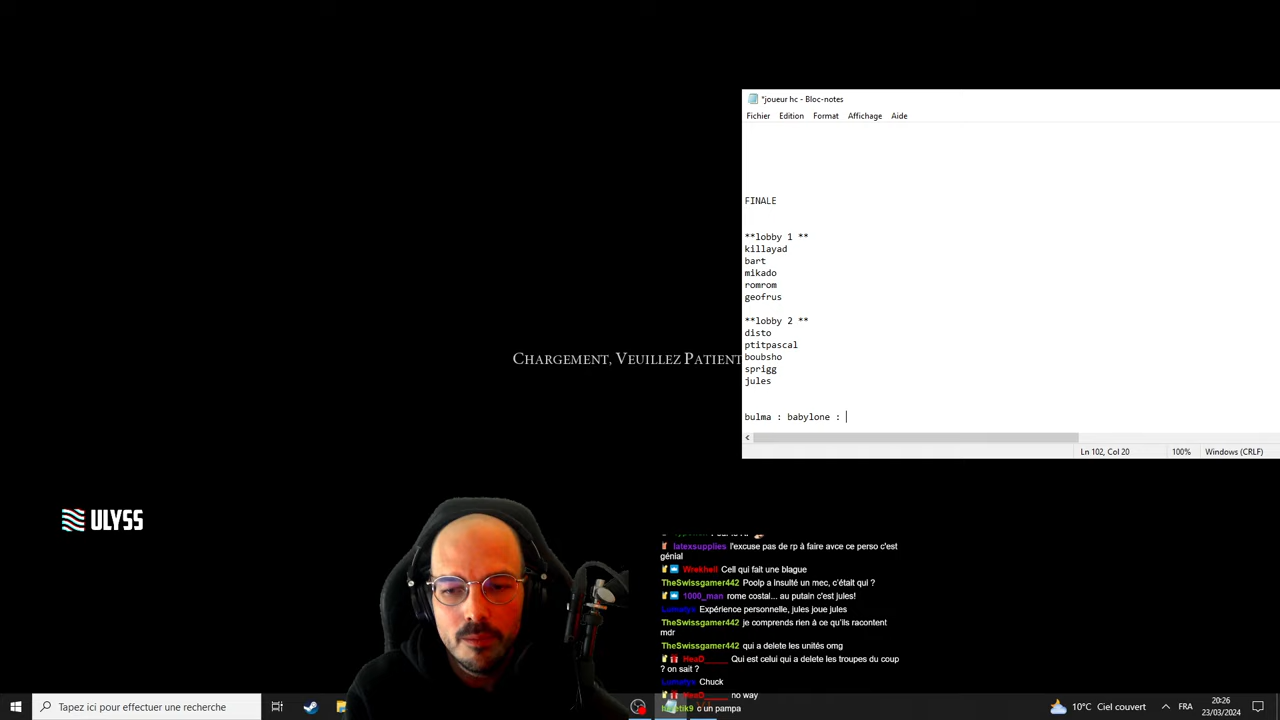 *joueur hc - Bloc-notes
Fichier Edition Format Affichage Aide
FINALE
**lobby 1 **
killayad
bart
mikado
romrom
geofrus
**lobby 2 **
disto
ptitpascal
boubsho
sprigg
jules
bulma : babylone :
Ln 102, Col 20 100% Windows (CRLF)
Chargement, Veuillez Patient
ULYSS
latexsupplies l'excuse pas de rp à faire avce ce perso c'est
génial
Wrekheil Cell qui fait une blague
TheSwissgamer442 Poolp a insulté un mec, c'était qui ?
1000_man rome costal... au putain c'est jules!
Lumatys Expérience personnelle, jules joue jules
TheSwissgamer442 je comprends rien à ce qu'ils racontent
mdr
TheSwissgamer442 qui a delete les unités omg
HeaD_____ Qui est celui qui a delete les troupes du coup
? on sait ?
Lumatys Chuck
HeaD_____ no way
c un pampa
Tapez ici pour effectuer une recherche
10°C Ciel couvert
FRA
20:26
23/03/2024